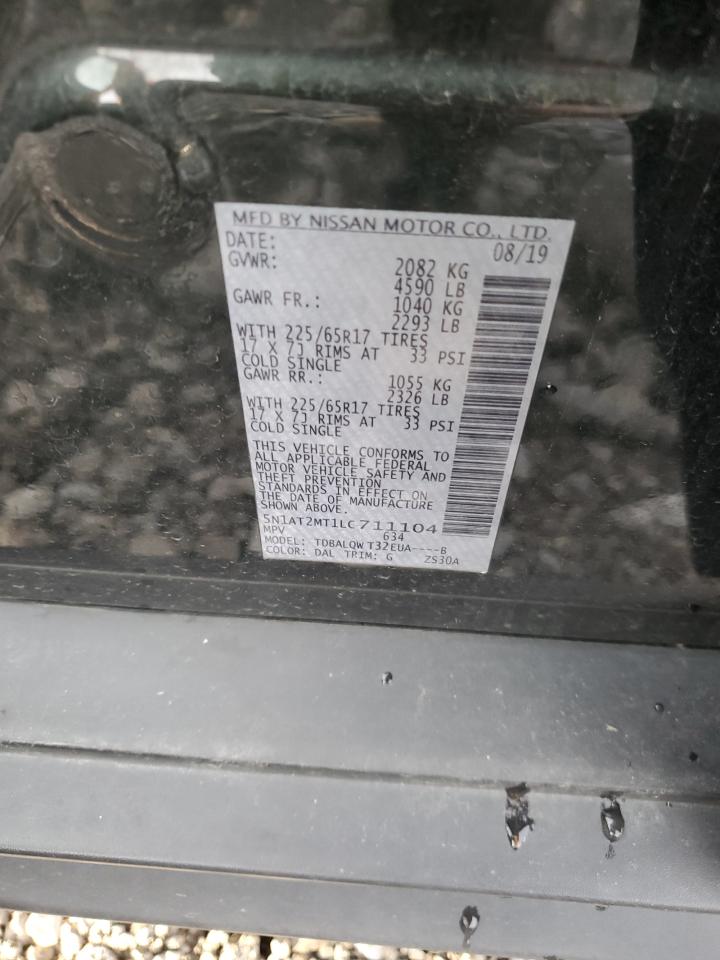 MFD BY NISSAN MOTOR CO., LTD.
DATE: 08/19
GVWR: 2082 KG
4590 LB
GAWR FR.: 1040 KG
2293 LB
WITH 225/65R17 TIRES
17 X 7J RIMS AT 33 PSI
COLD SINGLE
GAWR RR.: 1055 KG
2326 LB
WITH 225/65R17 TIRES
17 X 7J RIMS AT 33 PSI
COLD SINGLE
THIS VEHICLE CONFORMS TO
ALL APPLICABLE FEDERAL
MOTOR VEHICLE SAFETY AND
THEFT PREVENTION
STANDARDS IN EFFECT ON
THE DATE OF MANUFACTURE
SHOWN ABOVE.
5N1AT2MT1LC711104
MPV 634
MODEL: TDBALQW T32EUA----B
COLOR: DAL TRIM: G ZS30A